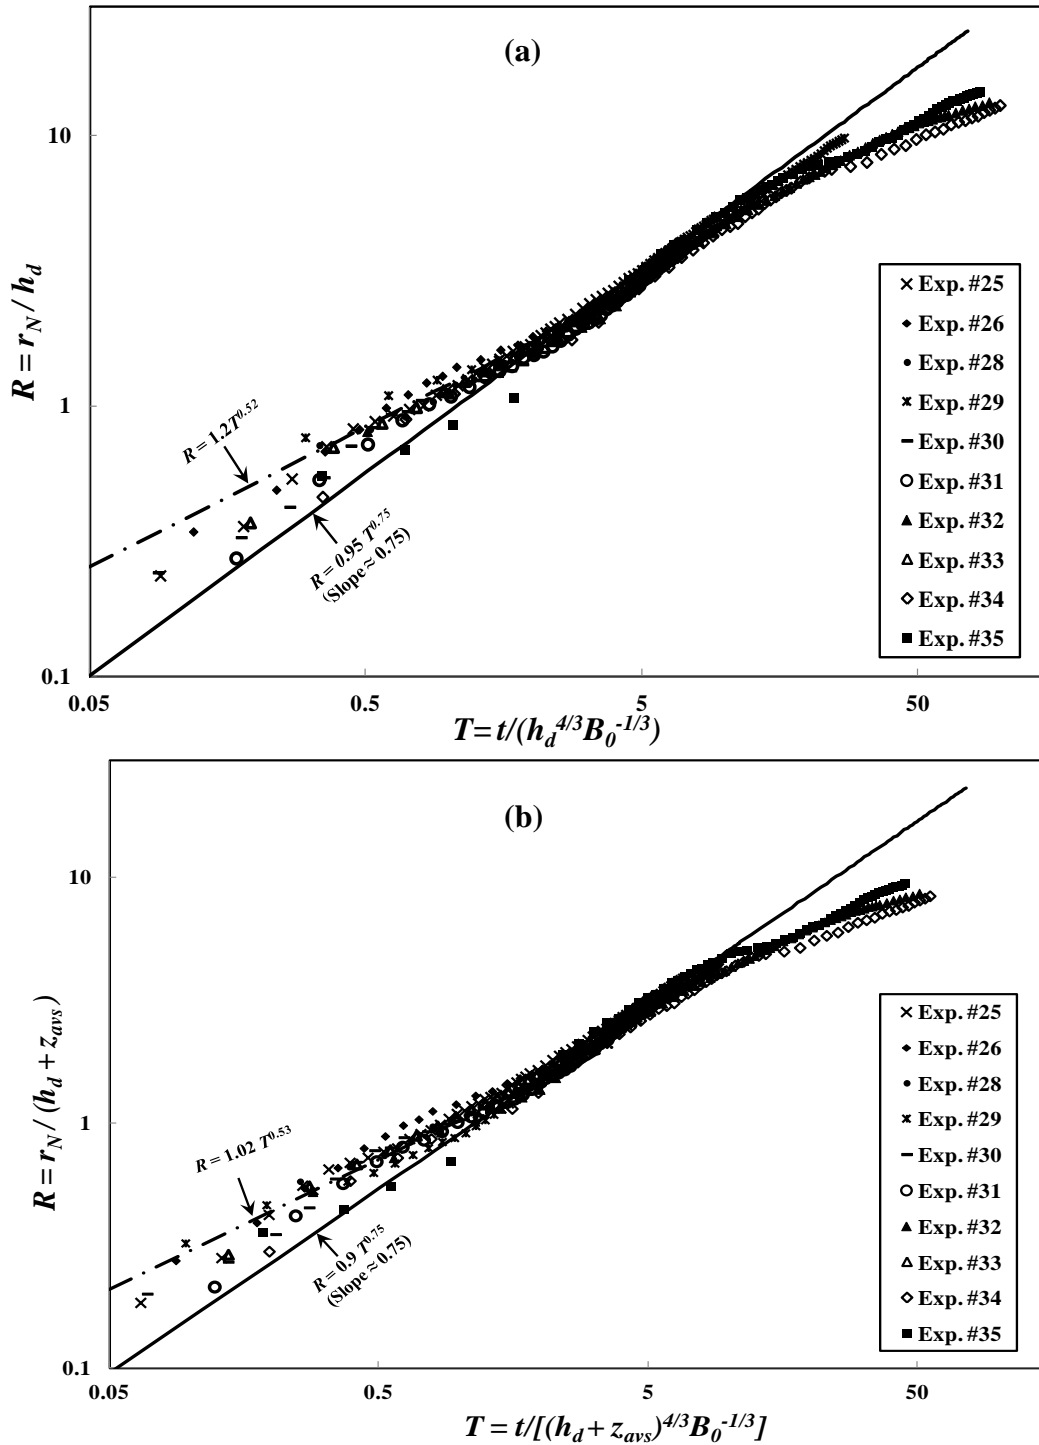 (a)
10
1
0.1
0.05
0.5
5
50
R = r_N / h_d
R = 1.2T^0.52
R = 0.95 T^0.75
(Slope ≈ 0.75)
Exp. #25
Exp. #26
Exp. #28
Exp. #29
Exp. #30
Exp. #31
Exp. #32
Exp. #33
Exp. #34
Exp. #35
T = t/(h_d^4/3 B_0^-1/3)
(b)
10
1
0.1
0.05
0.5
5
50
R = r_N / (h_d + z_avs)
R = 1.02 T^0.53
R = 0.9 T^0.75
(Slope ≈ 0.75)
Exp. #25
Exp. #26
Exp. #28
Exp. #29
Exp. #30
Exp. #31
Exp. #32
Exp. #33
Exp. #34
Exp. #35
T = t/[(h_d + z_avs)^4/3 B_0^-1/3]